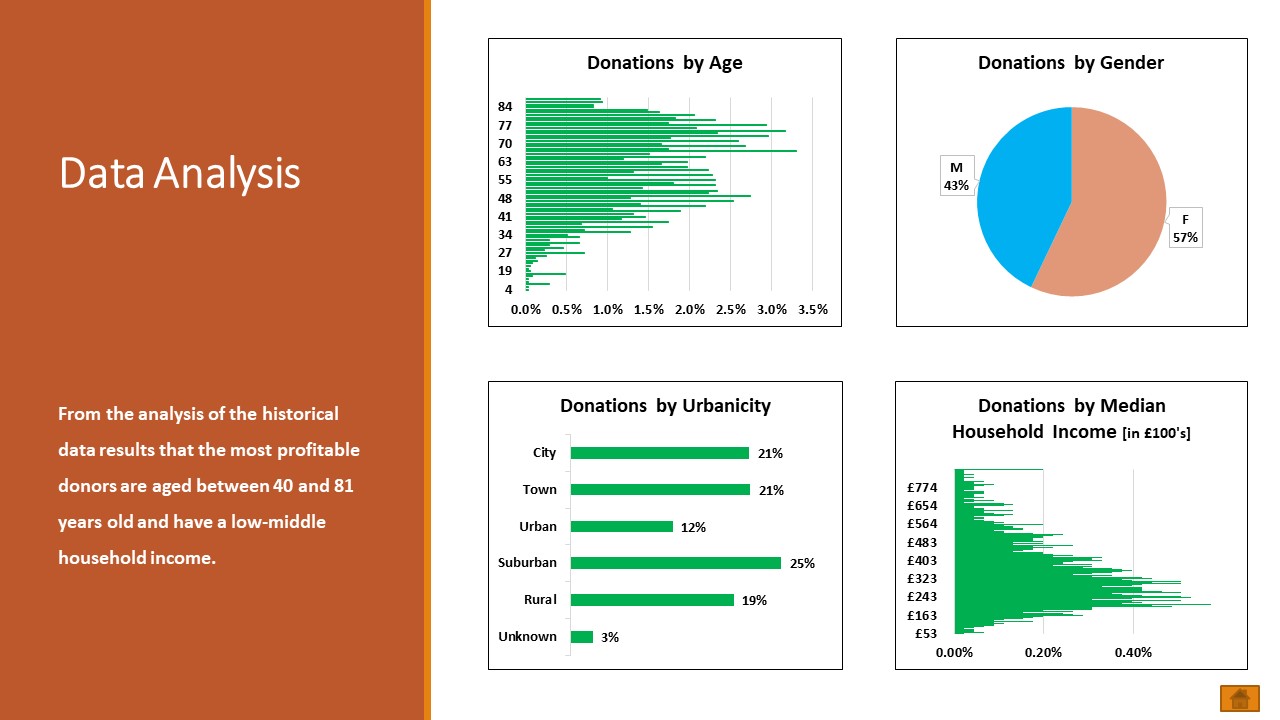 Data Analysis
From the analysis of the historical
data results that the most profitable
donors are aged between 40 and 81
years old and have a low-middle
household income.
Donations by Age
84
77
70
63
55
48
41
34
27
19
4
0.0% 0.5% 1.0% 1.5% 2.0% 2.5% 3.0% 3.5%
Donations by Gender
M
43%
F
57%
Donations by Urbanicity
City 21%
Town 21%
Urban 12%
Suburban 25%
Rural 19%
Unknown 3%
Donations by Median
Household Income [in £100's]
£774
£654
£564
£483
£403
£323
£243
£163
£53
0.00% 0.20% 0.40%